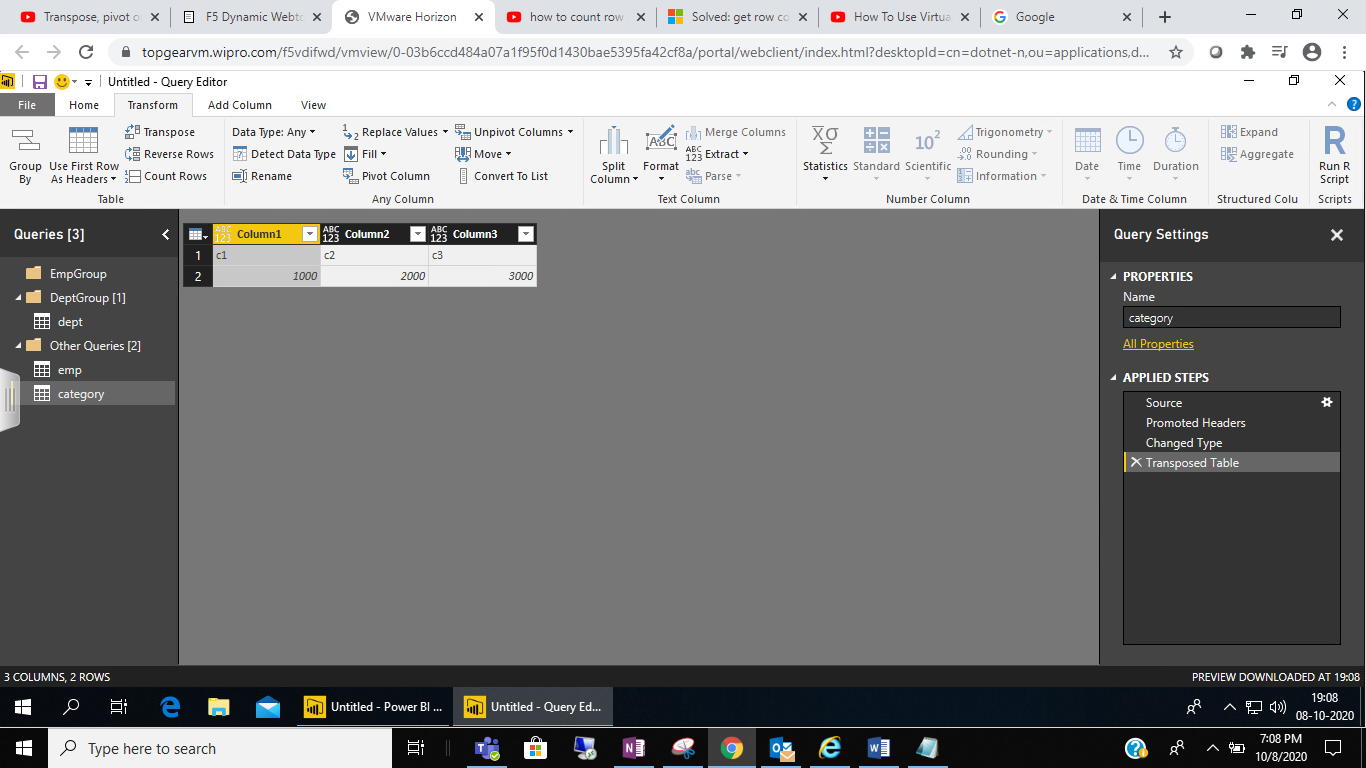 Transpose, pivot o
F5 Dynamic Webto
VMware Horizon
how to count row
Solved: get row co
How To Use Virtua
Google
topgearvm.wipro.com/f5vdifwd/vmview/0-03b6ccd484a07a1f95f0d1430bae5395fa42cf8a/portal/webclient/index.html?desktopId=cn=dotnet-n,ou=applications,d...
Untitled - Query Editor
File Home Transform Add Column View
Group By
Use First Row As Headers
Transpose
Reverse Rows
Count Rows
Table
Data Type: Any
Detect Data Type
Rename
Replace Values
Fill
Pivot Column
Unpivot Columns
Move
Convert To List
Any Column
Split Column
Format
Merge Columns
Extract
Parse
Text Column
Statistics
Standard
Scientific
Trigonometry
Rounding
Information
Number Column
Date
Time
Duration
Date & Time Column
Expand
Aggregate
Structured Colu
Run R Script
Scripts
Queries [3]
EmpGroup
DeptGroup [1]
dept
Other Queries [2]
emp
category
ABC 123 Column1 ABC 123 Column2 ABC 123 Column3
1 c1 c2 c3
2 1000 2000 3000
Query Settings
PROPERTIES
Name
category
All Properties
APPLIED STEPS
Source
Promoted Headers
Changed Type
Transposed Table
3 COLUMNS, 2 ROWS
PREVIEW DOWNLOADED AT 19:08
Untitled - Power BI ...
Untitled - Query Ed...
19:08
08-10-2020
Type here to search
7:08 PM
10/8/2020